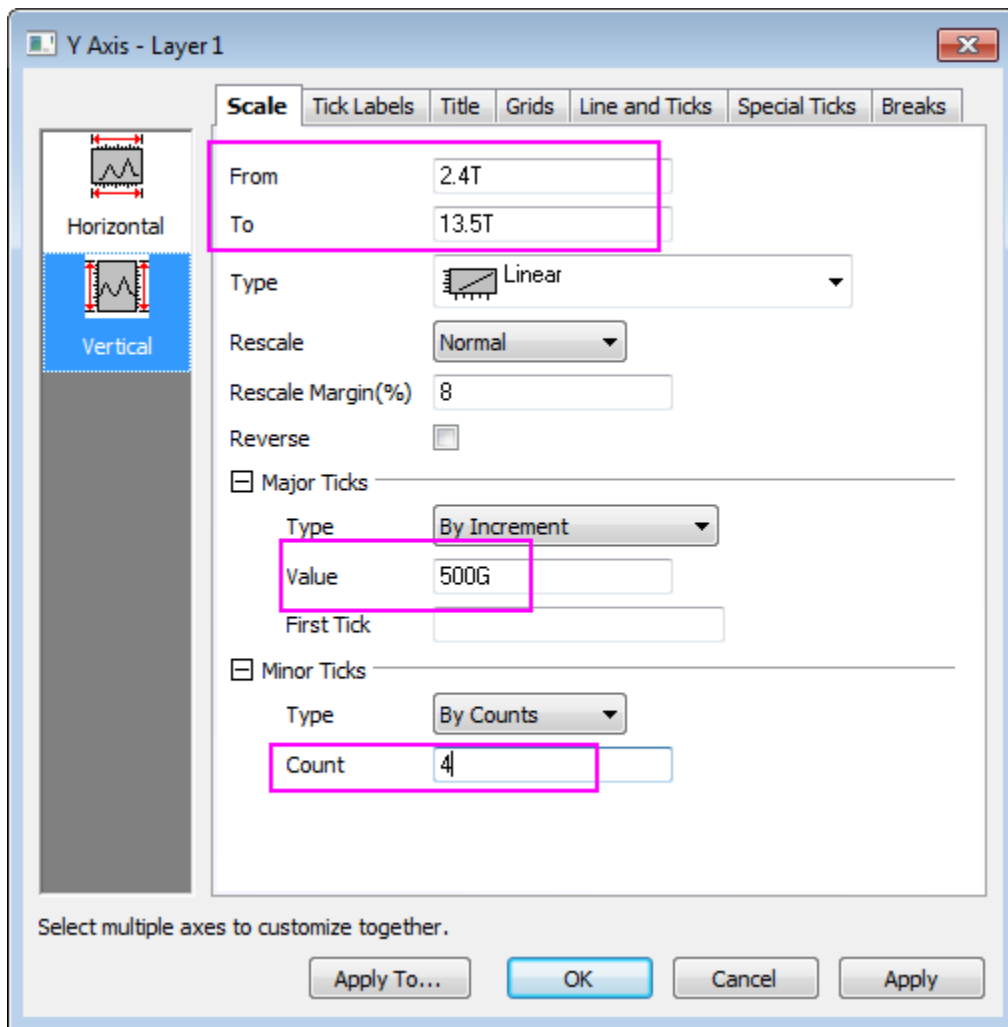 Y Axis - Layer 1
Scale Tick Labels Title Grids Line and Ticks Special Ticks Breaks
Horizontal
Vertical
From 2.4T
To 13.5T
Type Linear
Rescale Normal
Rescale Margin(%) 8
Reverse
Major Ticks
Type By Increment
Value 500G
First Tick
Minor Ticks
Type By Counts
Count 4
Select multiple axes to customize together.
Apply To... OK Cancel Apply